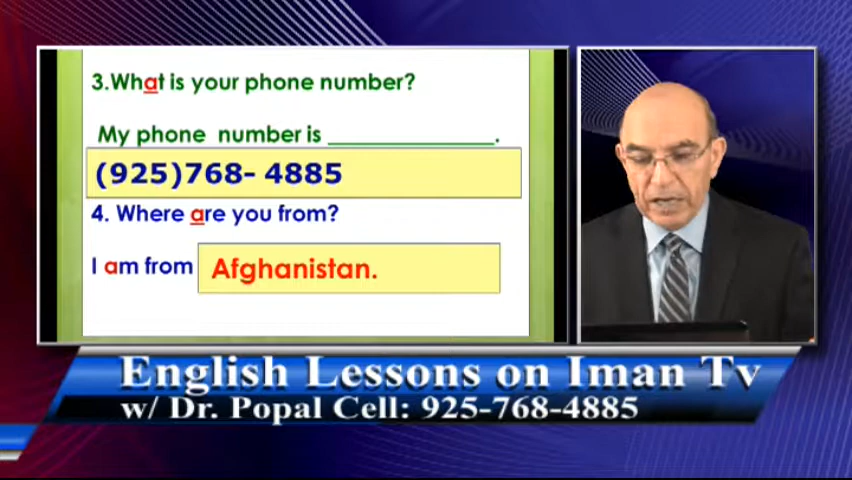 3.What is your phone number?
My phone number is ______________.
(925)768- 4885
4. Where are you from?
I am from Afghanistan.
English Lessons on Iman Tv
w/ Dr. Popal Cell: 925-768-4885